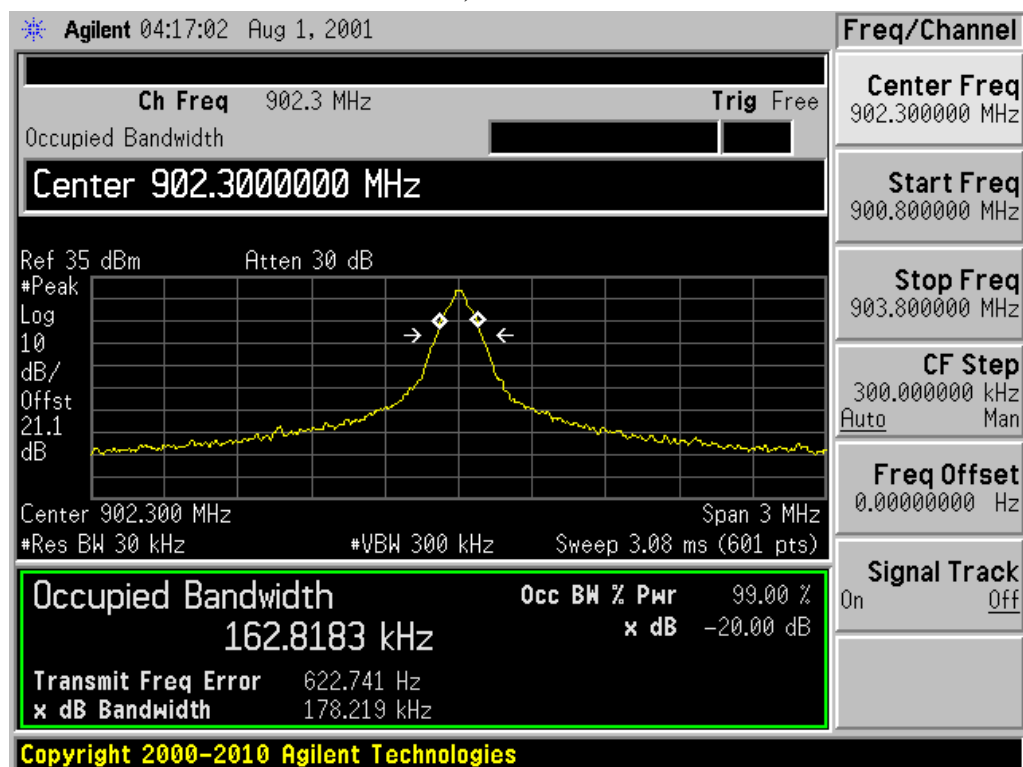 Agilent 04:17:02 Aug 1, 2001
Freq/Channel
Ch Freq 902.3 MHz
Trig Free
Occupied Bandwidth
Center 902.3000000 MHz
Ref 35 dBm
Atten 30 dB
#Peak
Log
10
dB/
Offst
21.1
dB
Center 902.300 MHz
Span 3 MHz
#Res BW 30 kHz
#VBW 300 kHz
Sweep 3.08 ms (601 pts)
Occupied Bandwidth
162.8183 kHz
Occ BW % Pwr 99.00 %
x dB -20.00 dB
Transmit Freq Error 622.741 Hz
x dB Bandwidth 178.219 kHz
Center Freq
902.300000 MHz
Start Freq
900.800000 MHz
Stop Freq
903.800000 MHz
CF Step
300.000000 kHz
Auto Man
Freq Offset
0.00000000 Hz
Signal Track
On Off
Copyright 2000-2010 Agilent Technologies